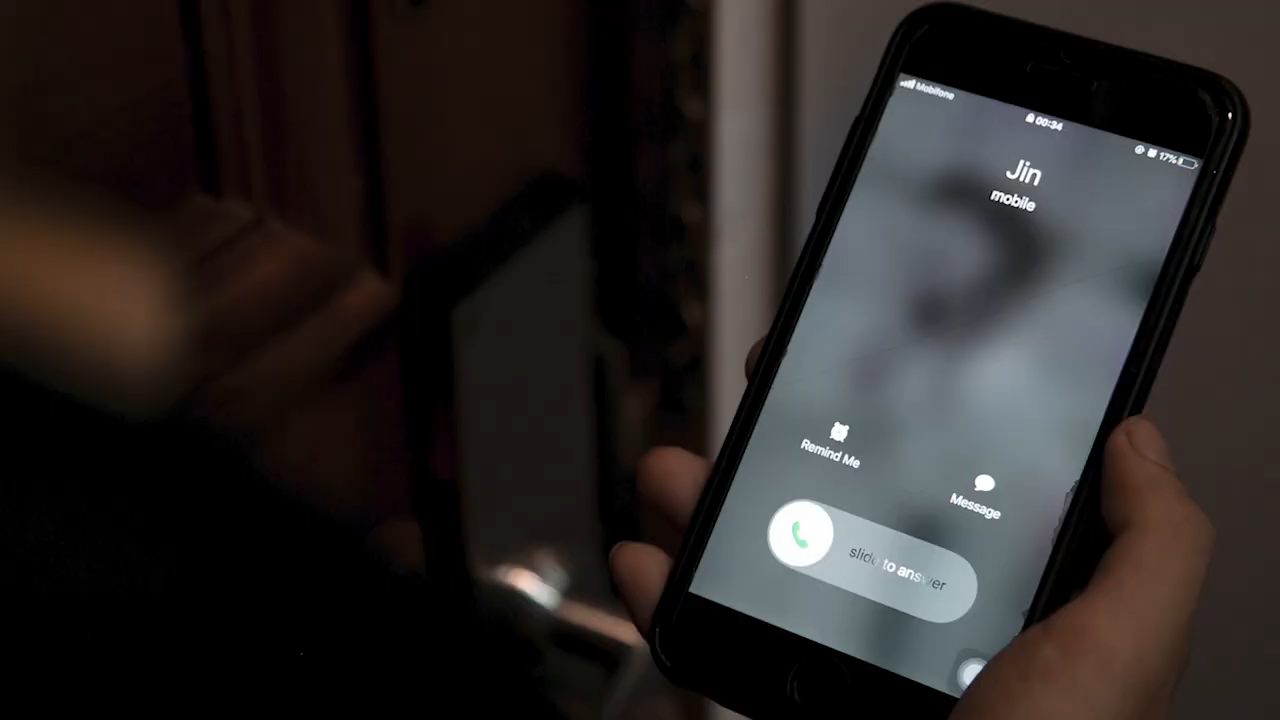 Mobifone
00:34
17%
Jin
mobile
Remind Me
Message
slide to answer